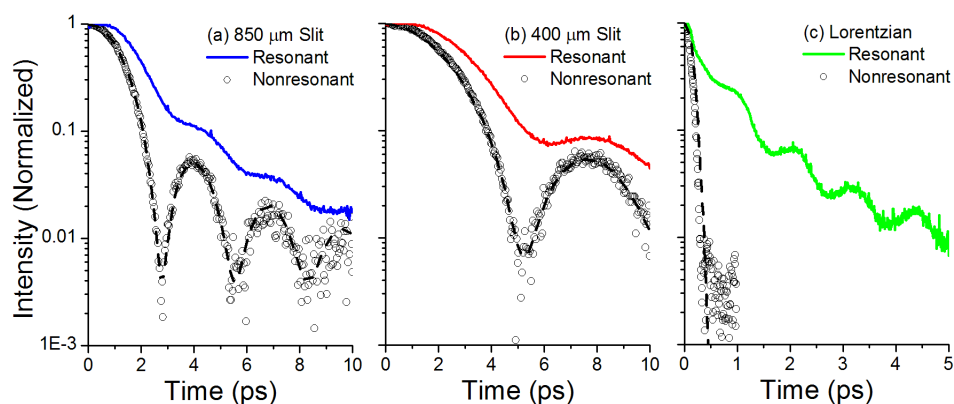 Intensity (Normalized)
1
0.1
0.01
1E-3
(a) 850 μm Slit
Resonant
Nonresonant
0 2 4 6 8 10
Time (ps)
(b) 400 μm Slit
Resonant
Nonresonant
0 2 4 6 8 10
Time (ps)
(c) Lorentzian
Resonant
Nonresonant
0 1 2 3 4 5
Time (ps)